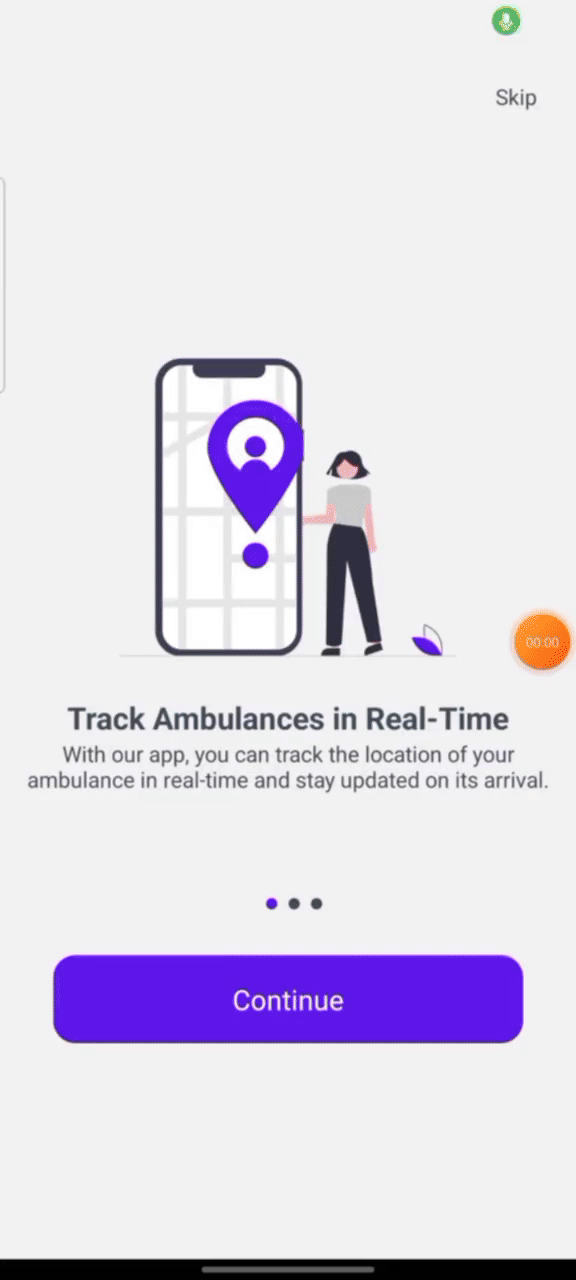 Skip
00:00
Track Ambulances in Real-Time
With our app, you can track the location of your
ambulance in real-time and stay updated on its arrival.
Continue